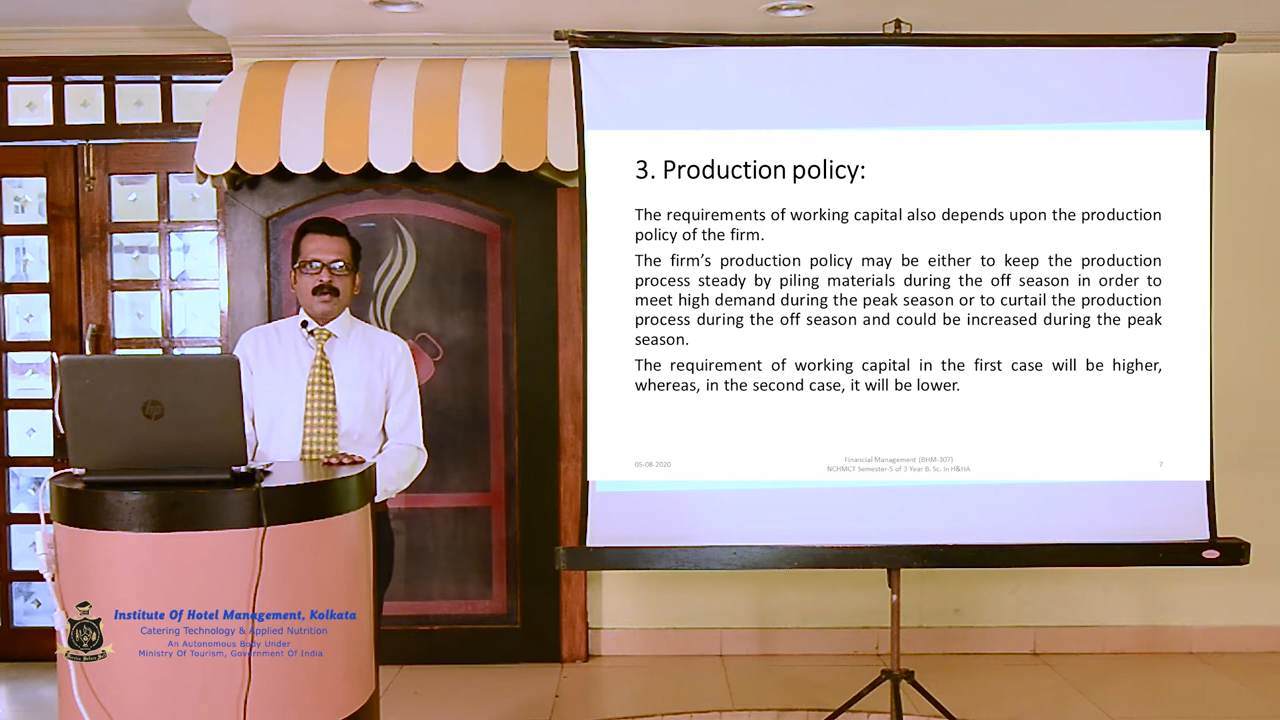 3. Production policy:
The requirements of working capital also depends upon the production
policy of the firm.
The firm's production policy may be either to keep the production
process steady by piling materials during the off season in order to
meet high demand during the peak season or to curtail the production
process during the off season and could be increased during the peak
season.
The requirement of working capital in the first case will be higher,
whereas, in the second case, it will be lower.
05-08-2020
Financial Management (BHM-307)
NCHMCT Semester-5 of 3 Year B. Sc. In H&HA
7
hp
Institute Of Hotel Management, Kolkata
Catering Technology & Applied Nutrition
An Autonomous Body Under
Ministry Of Tourism, Government Of India